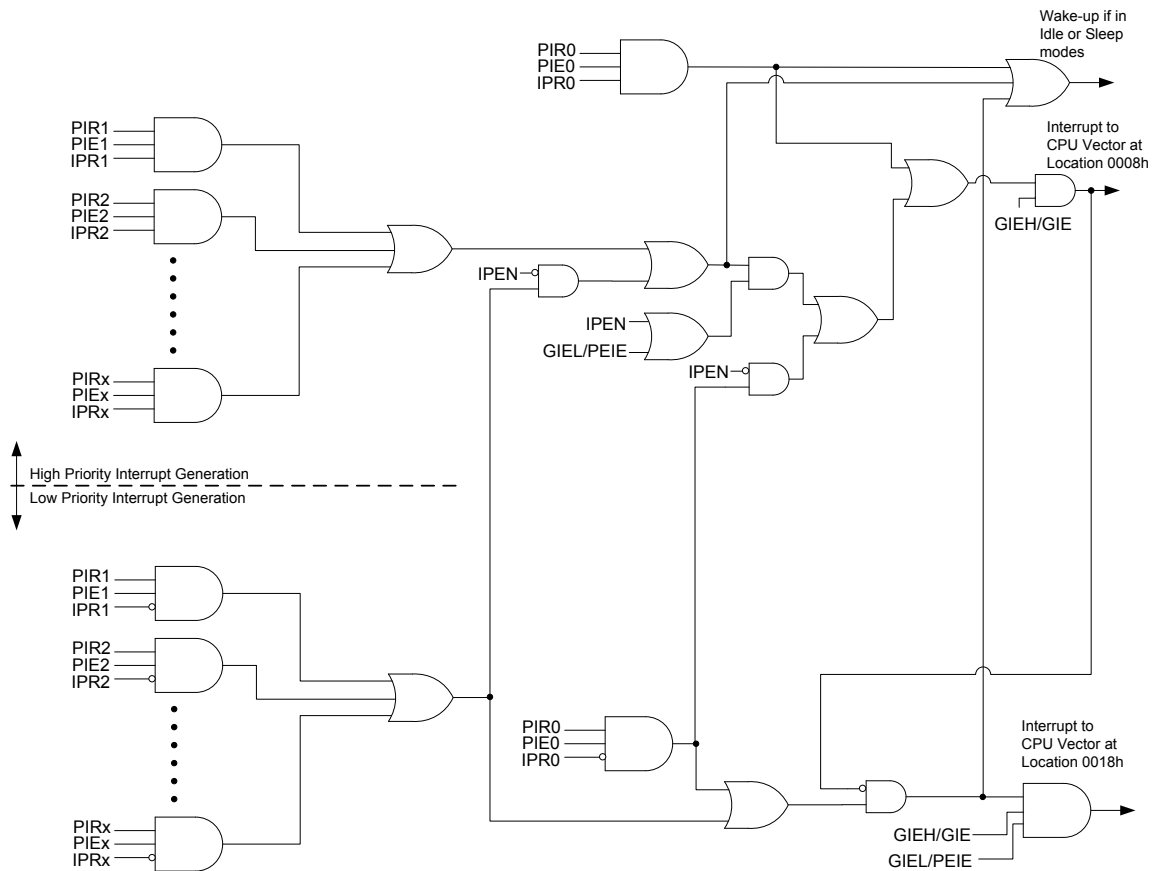 Wake-up if in
Idle or Sleep
modes
PIR0
PIE0
IPR0
PIR1
PIE1
IPR1
Interrupt to
CPU Vector at
Location 0008h
PIR2
PIE2
IPR2
GIEH/GIE
IPEN
IPEN
GIEL/PEIE
IPEN
PIRx
PIEx
IPRx
High Priority Interrupt Generation
Low Priority Interrupt Generation
PIR1
PIE1
IPR1
PIR2
PIE2
IPR2
PIR0
PIE0
IPR0
Interrupt to
CPU Vector at
Location 0018h
PIRx
PIEx
IPRx
GIEH/GIE
GIEL/PEIE